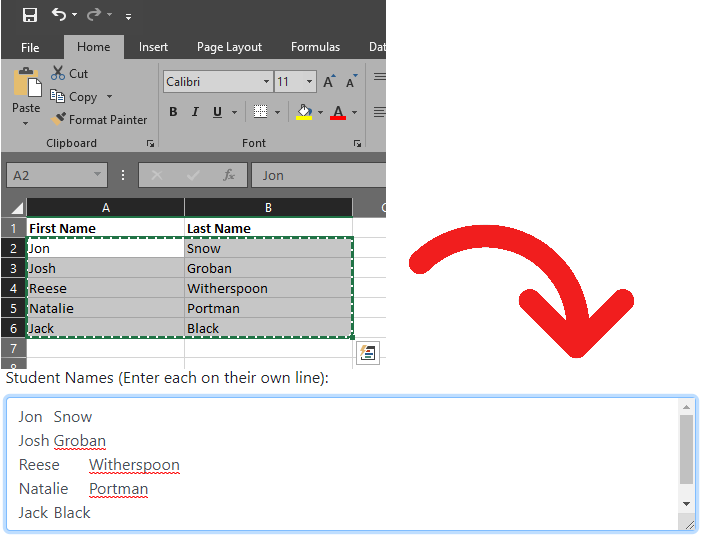 File Home Insert Page Layout Formulas Dat
Paste
Cut
Copy
Format Painter
Clipboard
Calibri 11
A A
B I U A
Font
A2 fx Jon
A B C
1 First Name Last Name
2 Jon Snow
3 Josh Groban
4 Reese Witherspoon
5 Natalie Portman
6 Jack Black
7
8
Student Names (Enter each on their own line):
Jon Snow
Josh Groban
Reese Witherspoon
Natalie Portman
Jack Black